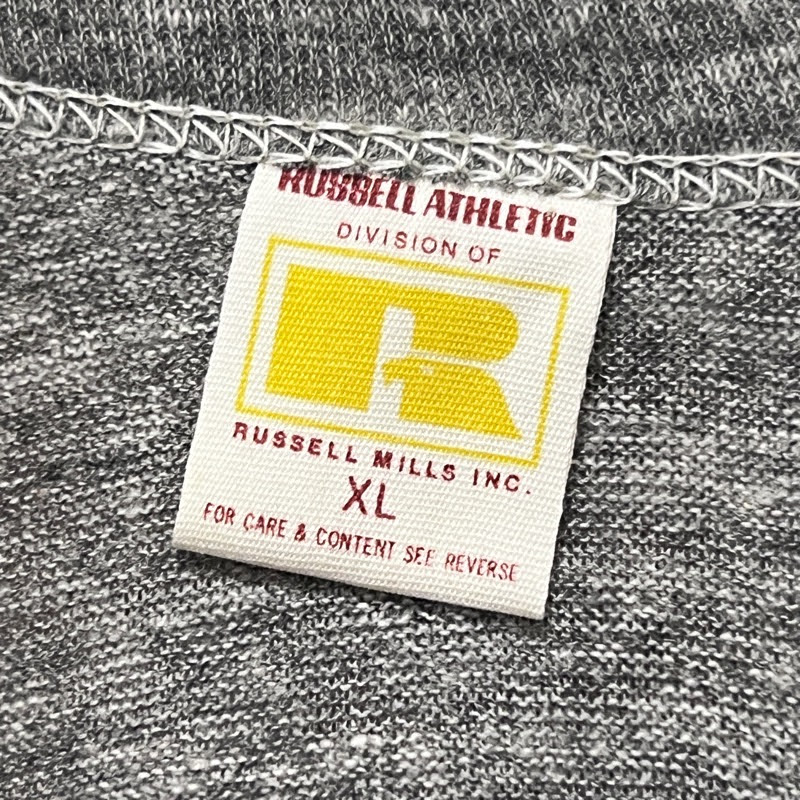 RUSSELL ATHLETIC
DIVISION OF
R
RUSSELL MILLS INC.
XL
FOR CARE & CONTENT SEE REVERSE